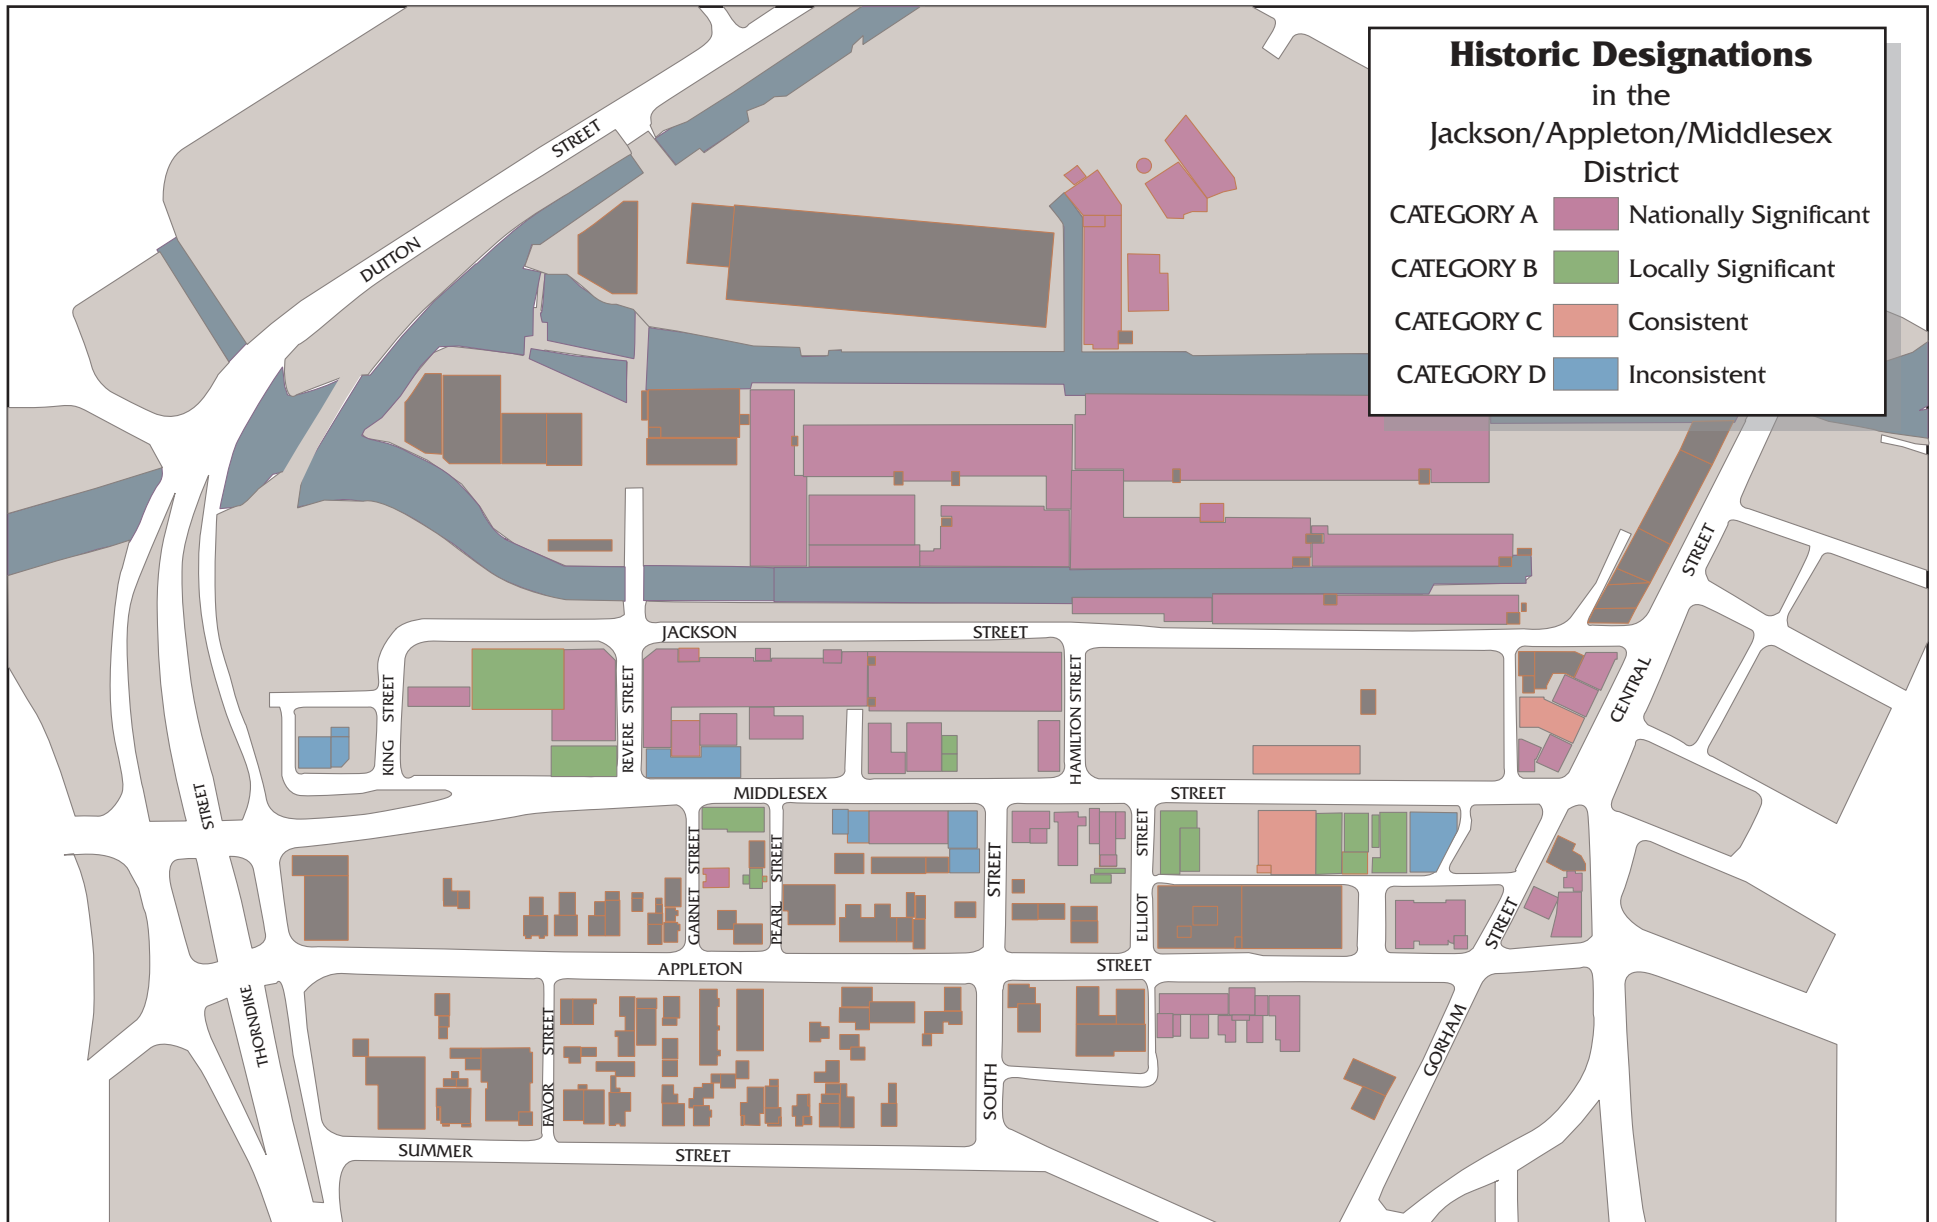 Historic Designations
in the
Jackson/Appleton/Middlesex
District
CATEGORY A Nationally Significant
CATEGORY B Locally Significant
CATEGORY C Consistent
CATEGORY D Inconsistent
STREET
DUTTON
STREET
JACKSON STREET
KING STREET
REVERE STREET
HAMILTON STREET
CENTRAL
MIDDLESEX STREET
STREET
GARNET STREET
PEARL STREET
STREET
ELLIOT STREET
STREET
APPLETON STREET
THORNDIKE
FAVOR STREET
SOUTH
GORHAM
SUMMER STREET